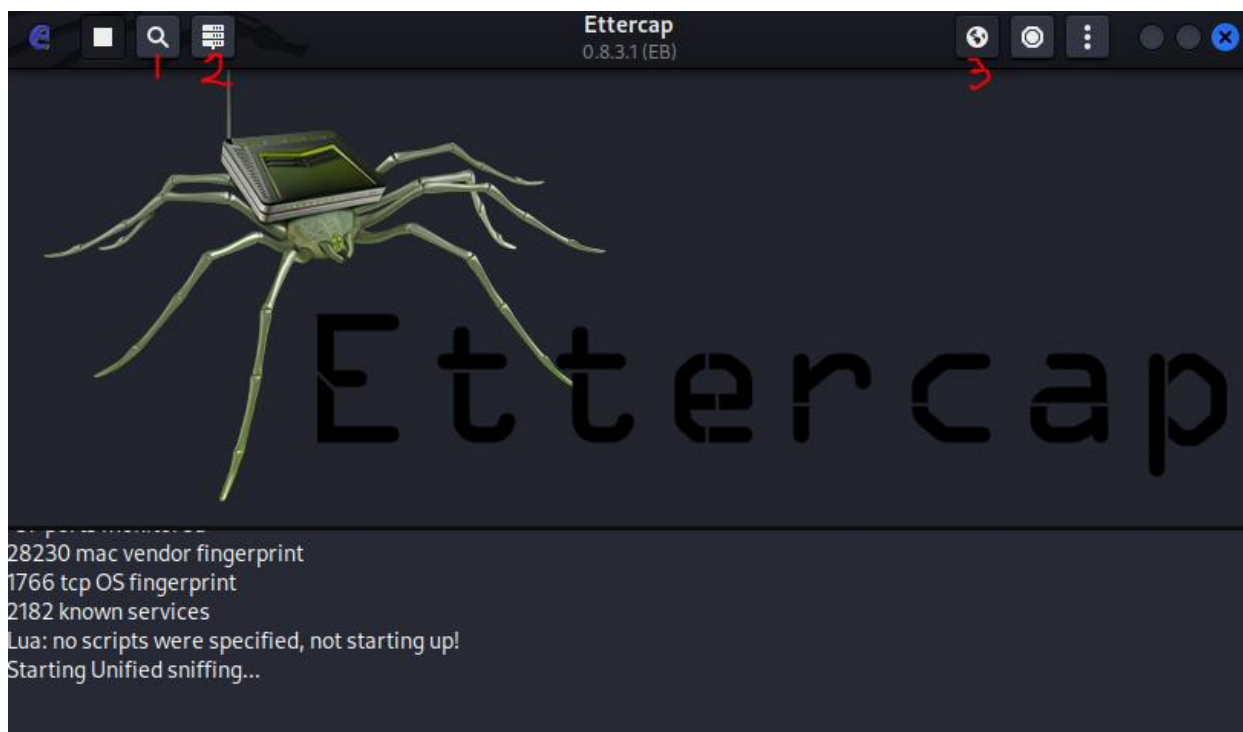 Ettercap
0.8.3.1 (EB)
1 2 3
Ettercap
28230 mac vendor fingerprint
1766 tcp OS fingerprint
2182 known services
Lua: no scripts were specified, not starting up!
Starting Unified sniffing...